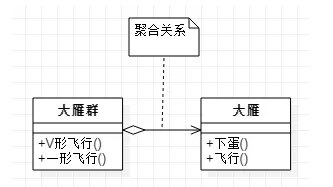 聚合关系
大雁群
+V形飞行()
+一形飞行()
大雁
+下蛋()
+飞行()